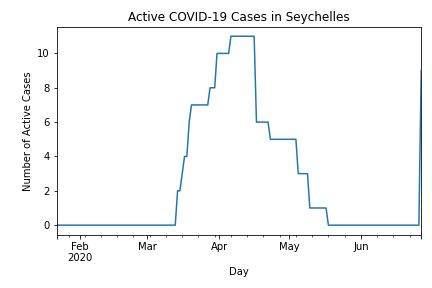 Active COVID-19 Cases in Seychelles
Number of Active Cases
10
8
6
4
2
0
Feb Mar Apr May Jun
2020
Day